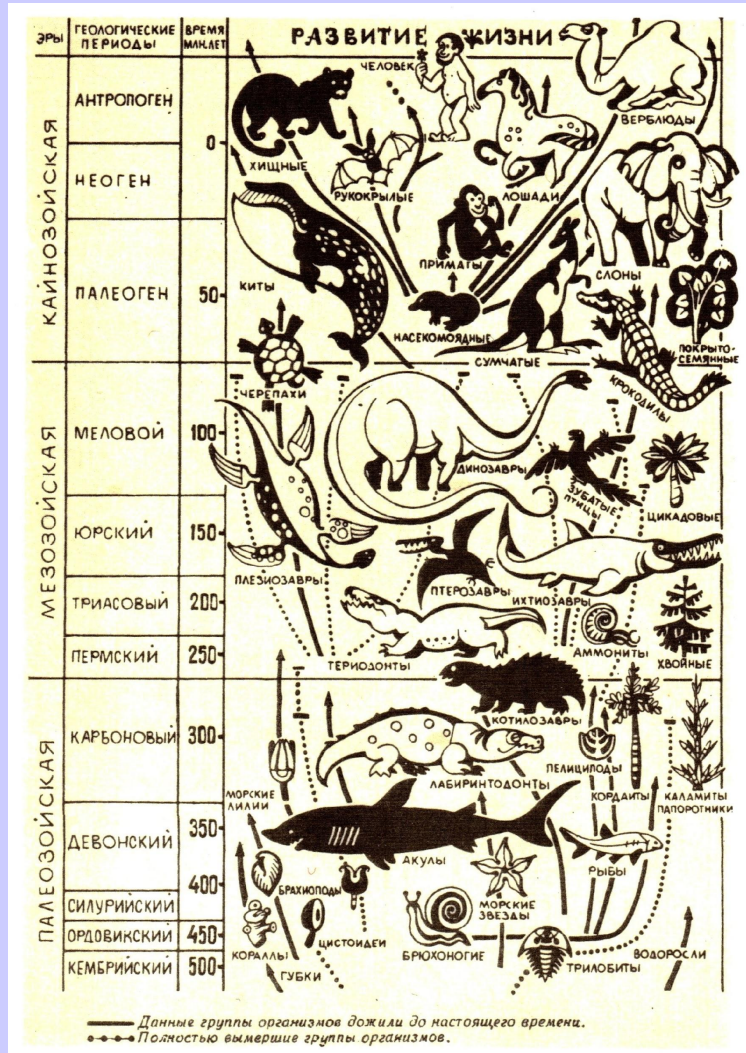 ЭРЫ
ГЕОЛОГИЧЕСКИЕ
ПЕРИОДЫ
ВРЕМЯ
МЛН.ЛЕТ
РАЗВИТИЕ ЖИЗНИ
КАЙНОЗОЙСКАЯ
АНТРОПОГЕН
0
НЕОГЕН
ПАЛЕОГЕН
50
ЧЕЛОВЕК
ВЕРБЛЮДЫ
ХИЩНЫЕ
РУКОКРЫЛЫЕ
ЛОШАДИ
ПРИМАТЫ
СЛОНЫ
КИТЫ
НАСЕКОМОЯДНЫЕ
СУМЧАТЫЕ
ПОКРЫТО-
СЕМЯННЫЕ
КРОКОДИЛЫ
ЧЕРЕПАХИ
МЕЗОЗОЙСКАЯ
МЕЛОВОЙ
100
ДИНОЗАВРЫ
ЗУБАТЫЕ
ПТИЦЫ
ЦИКАДОВЫЕ
ЮРСКИЙ
150
ПЛЕЗИОЗАВРЫ
ПТЕРОЗАВРЫ
ИХТИОЗАВРЫ
ТРИАСОВЫЙ
200
АММОНИТЫ
ХВОЙНЫЕ
ПЕРМСКИЙ
250
ТЕРИОДОНТЫ
ПАЛЕОЗОЙСКАЯ
КОТИЛОЗАВРЫ
КАРБОНОВЫЙ
300
ЛАБИРИНТОДОНТЫ
ПЕЛИЦИПОДЫ
КОРДАИТЫ
КАЛАМИТЫ
ПАПОРОТНИКИ
МОРСКИЕ
ЛИЛИИ
ДЕВОНСКИЙ
350
АКУЛЫ
РЫБЫ
400
БРАХИОПОДЫ
МОРСКИЕ
ЗВЕЗДЫ
СИЛУРИЙСКИЙ
ОРДОВИКСКИЙ
450
КОРАЛЛЫ
ЦИСТОИДЕИ
БРЮХОНОГИЕ
ТРИЛОБИТЫ
ВОДОРОСЛИ
КЕМБРИЙСКИЙ
500
ГУБКИ
Данные группы организмов дожили до настоящего времени.
Полностью вымершие группы организмов.